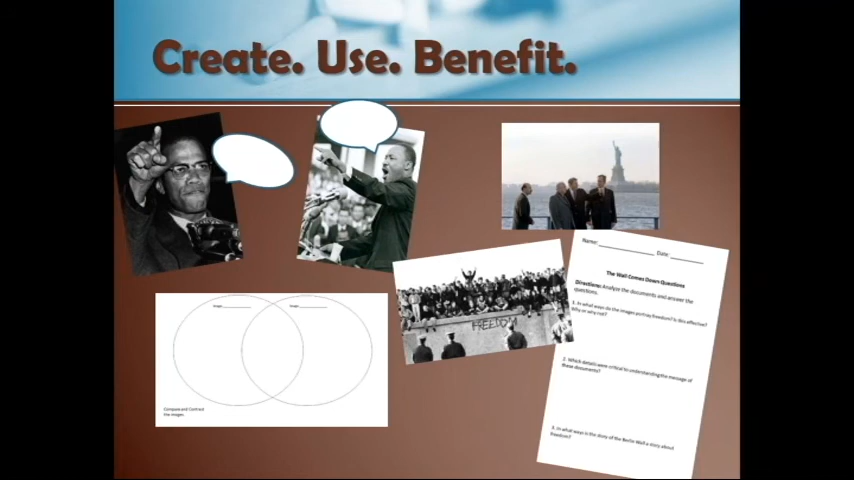 Create. Use. Benefit.
FREEDOM
Image:
Image:
Compare and Contrast
the images.
Name: Date:
The Wall Comes Down Questions
Directions: Analyze the documents and answer the
questions.
1. In what ways do the images portray freedom? Is this effective?
Why or why not?
2. Which details were critical to understanding the message of
these documents?
3. In what ways is the story of the Berlin Wall a story about
freedom?